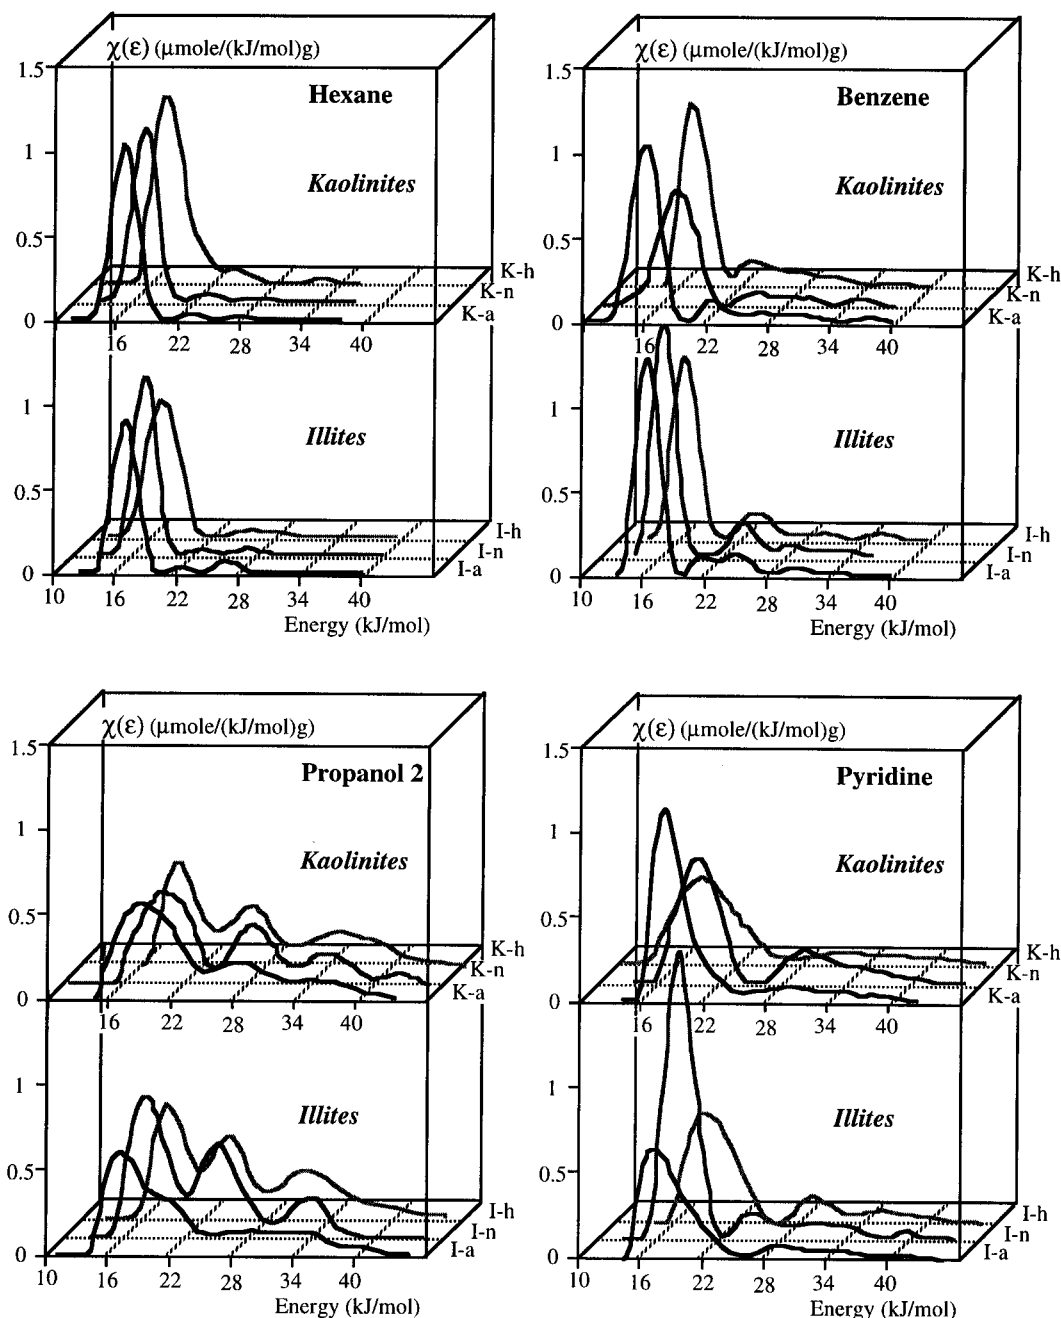 χ(ε) (μmole/(kJ/mol)g)
1.5
Hexane
1
Kaolinites
0.5
K-h
K-n
K-a
0
16 22 28 34 40
1
Illites
0.5
I-h
I-n
I-a
0
10 16 22 28 34 40
Energy (kJ/mol)
χ(ε) (μmole/(kJ/mol)g)
1.5
Benzene
1
Kaolinites
0.5
K-h
K-n
K-a
0
16 22 28 34 40
1
Illites
0.5
I-h
I-n
I-a
0
10 16 22 28 34 40
Energy (kJ/mol)
χ(ε) (μmole/(kJ/mol)g)
1.5
Propanol 2
1
Kaolinites
0.5
K-h
K-n
K-a
0
16 22 28 34 40
1
Illites
0.5
I-h
I-n
I-a
0
10 16 22 28 34 40
Energy (kJ/mol)
χ(ε) (μmole/(kJ/mol)g)
1.5
Pyridine
1
Kaolinites
0.5
K-h
K-n
K-a
0
16 22 28 34 40
1
Illites
0.5
I-h
I-n
I-a
0
10 16 22 28 34 40
Energy (kJ/mol)